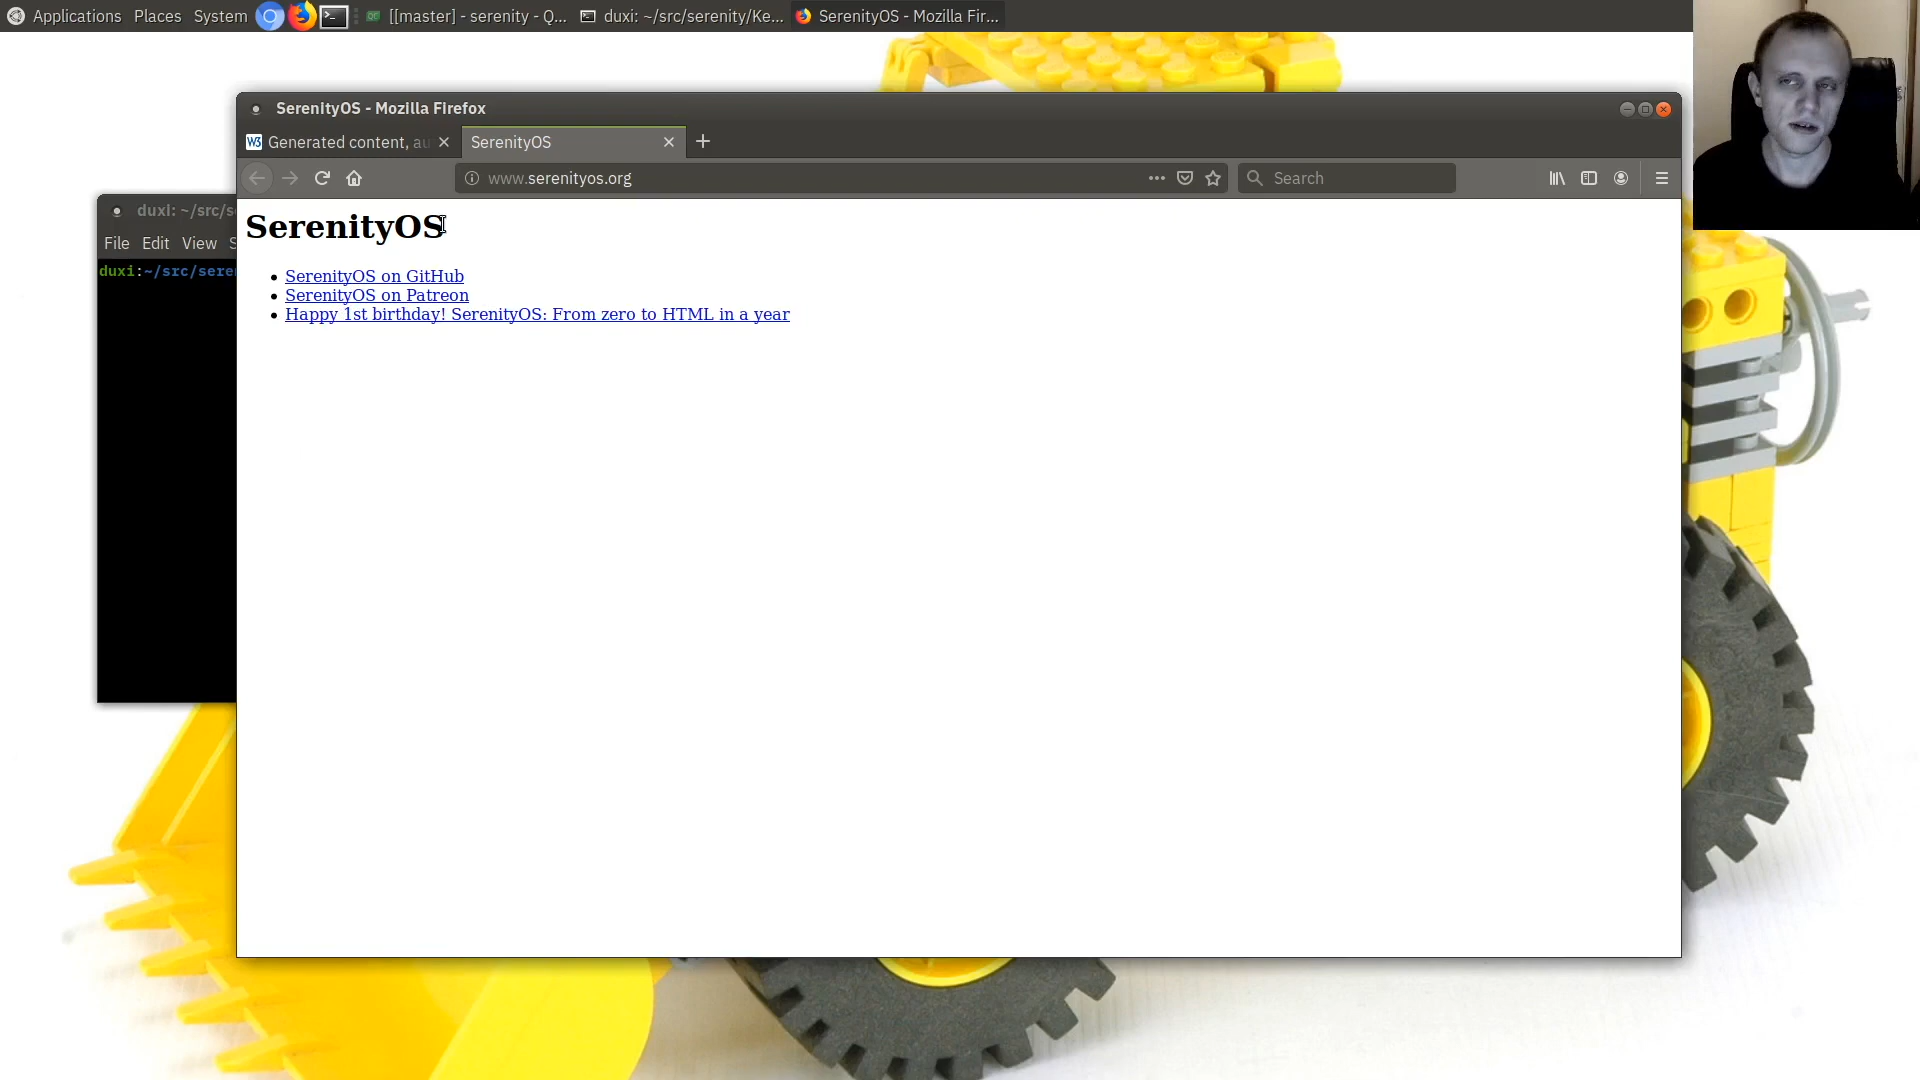 Applications Places System [[master] - serenity - Q... duxi: ~/src/serenity/Ke... SerenityOS - Mozilla Fir...
SerenityOS - Mozilla Firefox
W3 Generated content, au SerenityOS
www.serenityos.org Search
duxi: ~/src/s
File Edit View S
duxi:~/src/seren
SerenityOS
SerenityOS on GitHub
SerenityOS on Patreon
Happy 1st birthday! SerenityOS: From zero to HTML in a year